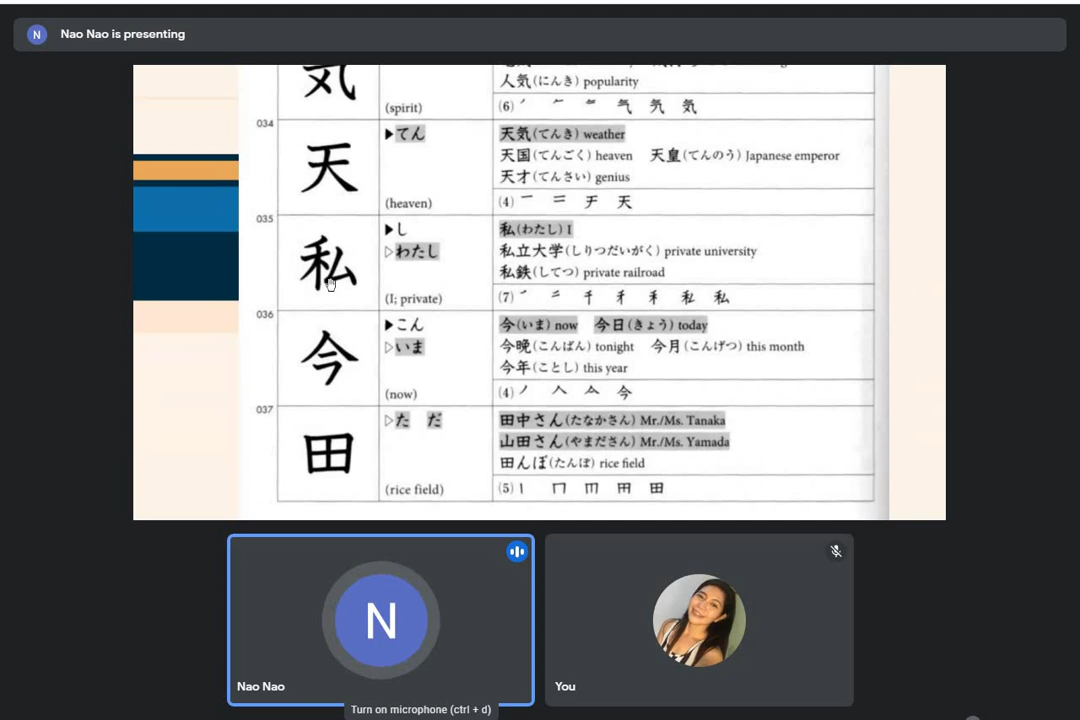 N Nao Nao is presenting
気
(spirit)
人気(にんき) popularity
(6) 气 気 気
034
天
▶てん
(heaven)
天気(てんき) weather
天国(てんごく) heaven 天皇(てんのう) Japanese emperor
天才(てんさい) genius
(4) 一 二 チ 天
035
私
▶し
▷わたし
(I; private)
私(わたし) I
私立大学(しりつだいがく) private university
私鉄(してつ) private railroad
(7) ノ 二 千 禾 禾 私 私
036
今
▶こん
▷いま
(now)
今(いま) now 今日(きょう) today
今晩(こんばん) tonight 今月(こんげつ) this month
今年(ことし) this year
(4) ノ 人 亼 今
037
田
▷た だ
(rice field)
田中さん(たなかさん) Mr./Ms. Tanaka
山田さん(やまださん) Mr./Ms. Yamada
田んぼ(たんぼ) rice field
(5) 丨 冂 田 田
N
Nao Nao
You
Turn on microphone (ctrl + d)